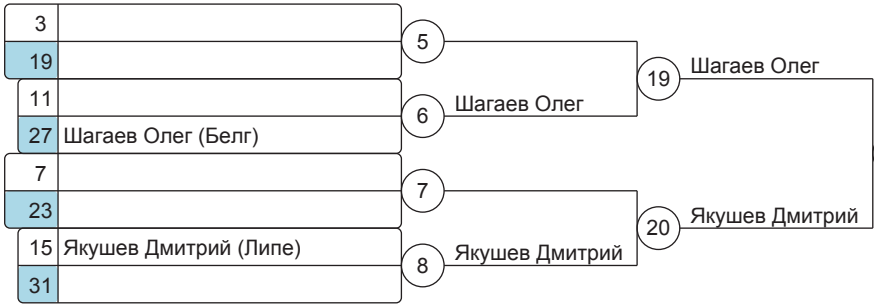 3
5
19
19 Шагаев Олег
11
6 Шагаев Олег
27 Шагаев Олег (Белг)
7
7
23
20 Якушев Дмитрий
15 Якушев Дмитрий (Липе)
8 Якушев Дмитрий
31